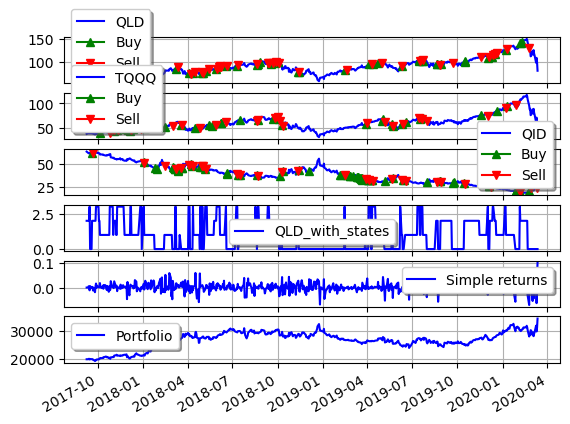 QLD
Buy
Sell
150
100
TQQQ
Buy
Sell
100
50
QID
Buy
Sell
50
25
2.5
0.0
QLD_with_states
0.1
0.0
Simple returns
30000
20000
Portfolio
2017-10
2018-01
2018-04
2018-07
2018-10
2019-01
2019-04
2019-07
2019-10
2020-01
2020-04